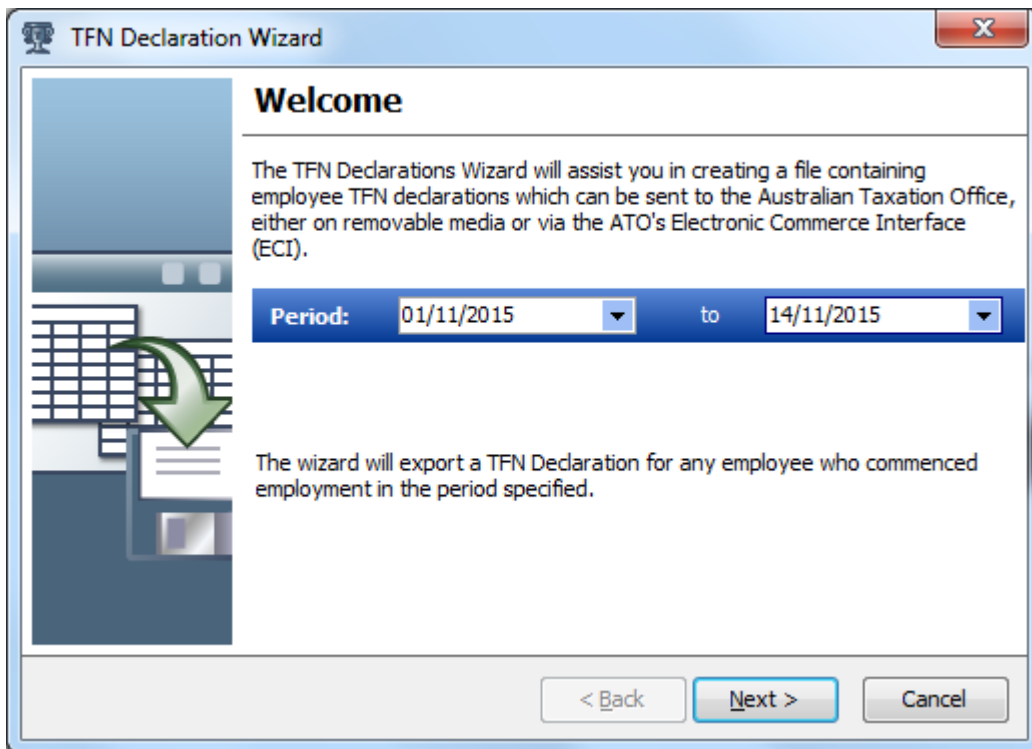 TFN Declaration Wizard
Welcome
The TFN Declarations Wizard will assist you in creating a file containing
employee TFN declarations which can be sent to the Australian Taxation Office,
either on removable media or via the ATO's Electronic Commerce Interface
(ECI).
Period: 01/11/2015 to 14/11/2015
The wizard will export a TFN Declaration for any employee who commenced
employment in the period specified.
< Back Next > Cancel